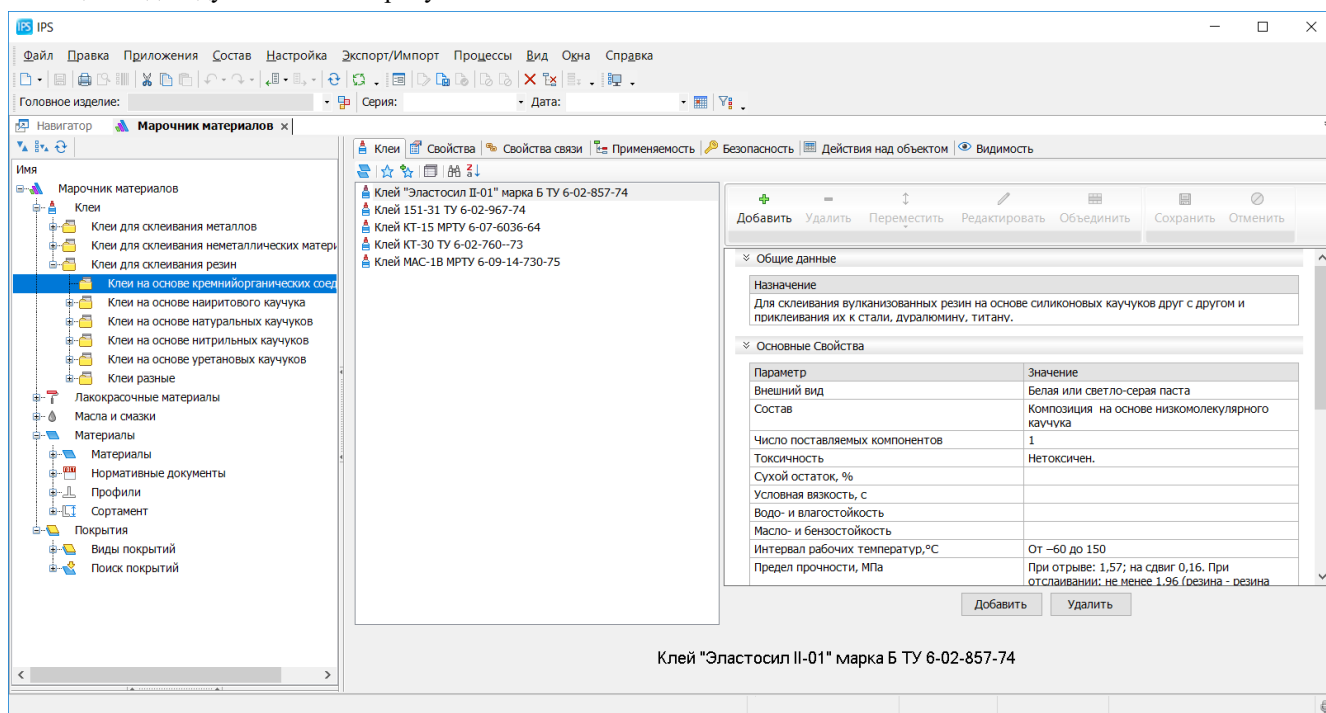 IPS
Файл Правка Приложения Состав Настройка Экспорт/Импорт Процессы Вид Окна Справка
Головное изделие: Серия: Дата:
Навигатор Марочник материалов
Клеи Свойства Свойства связи Применяемость Безопасность Действия над объектом Видимость
Имя
Марочник материалов
Клеи
Клеи для склеивания металлов
Клеи для склеивания неметаллических матери
Клеи для склеивания резин
Клеи на основе кремнийорганических соед
Клеи на основе наиритового каучука
Клеи на основе натуральных каучуков
Клеи на основе нитрильных каучуков
Клеи на основе уретановых каучуков
Клеи разные
Лакокрасочные материалы
Масла и смазки
Материалы
Материалы
Нормативные документы
Профили
Сортамент
Покрытия
Виды покрытий
Поиск покрытий
Клей "Эластосил II-01" марка Б ТУ 6-02-857-74
Клей 151-31 ТУ 6-02-967-74
Клей КТ-15 МРТУ 6-07-6036-64
Клей КТ-30 ТУ 6-02-760--73
Клей МАС-1В МРТУ 6-09-14-730-75
Добавить Удалить Переместить Редактировать Объединить Сохранить Отменить
Общие данные
Назначение
Для склеивания вулканизованных резин на основе силиконовых каучуков друг с другом и
приклеивания их к стали, дуралюмину, титану.
Основные Свойства
Параметр Значение
Внешний вид Белая или светло-серая паста
Состав Композиция на основе низкомолекулярного
каучука
Число поставляемых компонентов 1
Токсичность Нетоксичен.
Сухой остаток, %
Условная вязкость, с
Водо- и влагостойкость
Масло- и бензостойкость
Интервал рабочих температур,°C От –60 до 150
Предел прочности, МПа При отрыве: 1,57; на сдвиг 0,16. При
отслаивании: не менее 1,96 (резина - резина
Добавить Удалить
Клей "Эластосил II-01" марка Б ТУ 6-02-857-74